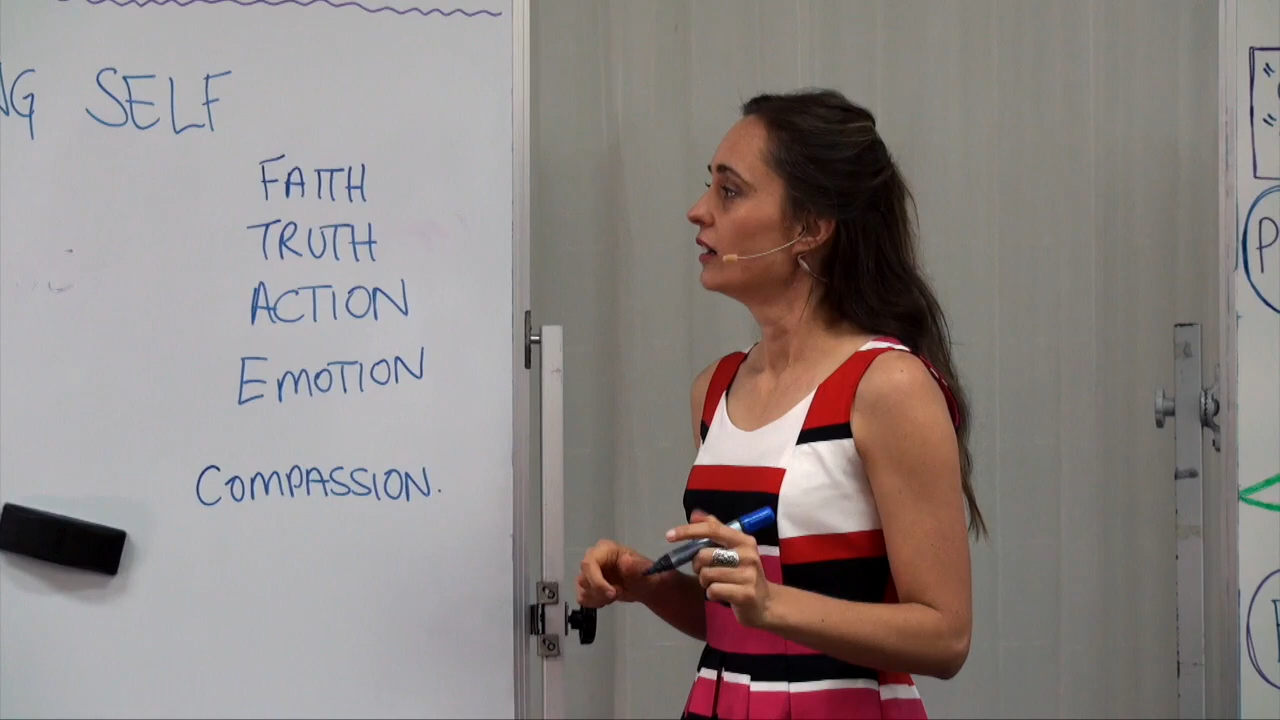 NG SELF
FAITH
TRUTH
ACTION
EMOTION
COMPASSION.
P